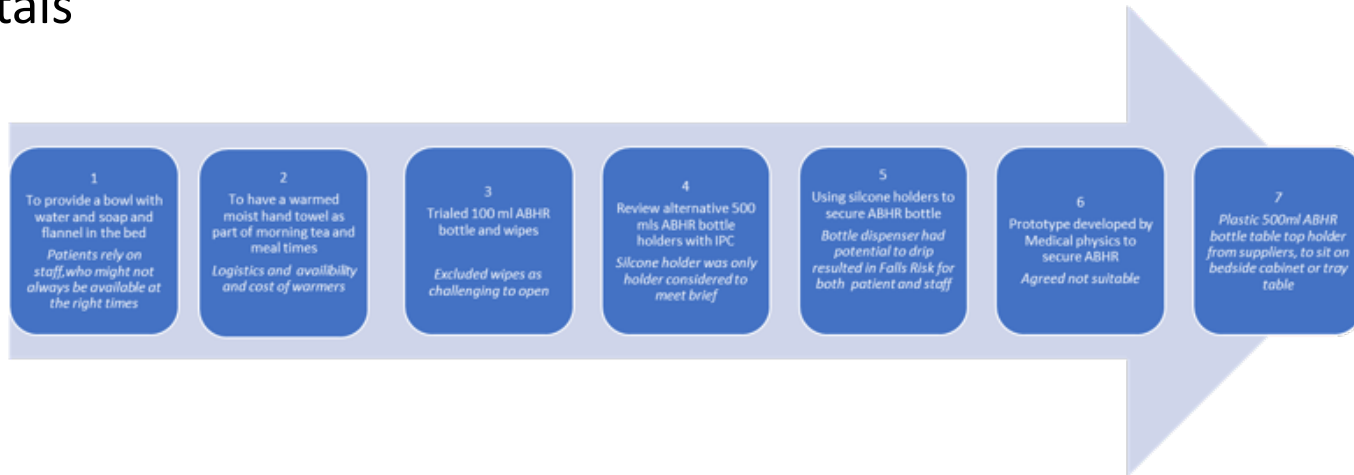 tals
1
To provide a bowl with
water and soap and
flannel in the bed
Patients rely on
staff,who might not
always be available at
the right times
2
To have a warmed
moist hand towel as
part of morning tea and
meal times
Logistics and availibility
and cost of warmers
3
Trialed 100 ml ABHR
bottle and wipes
Excluded wipes as
challenging to open
4
Review alternative 500
mls ABHR bottle
holders with IPC
Silcone holder was only
holder considered to
meet brief
5
Using silcone holders to
secure ABHR bottle
Bottle dispenser had
potential to drip
resulted in Falls Risk for
both patient and staff
6
Prototype developed by
Medical physics to
secure ABHR
Agreed not suitable
7
Plastic 500ml ABHR
bottle table top holder
from suppliers, to sit on
bedside cabinet or tray
table